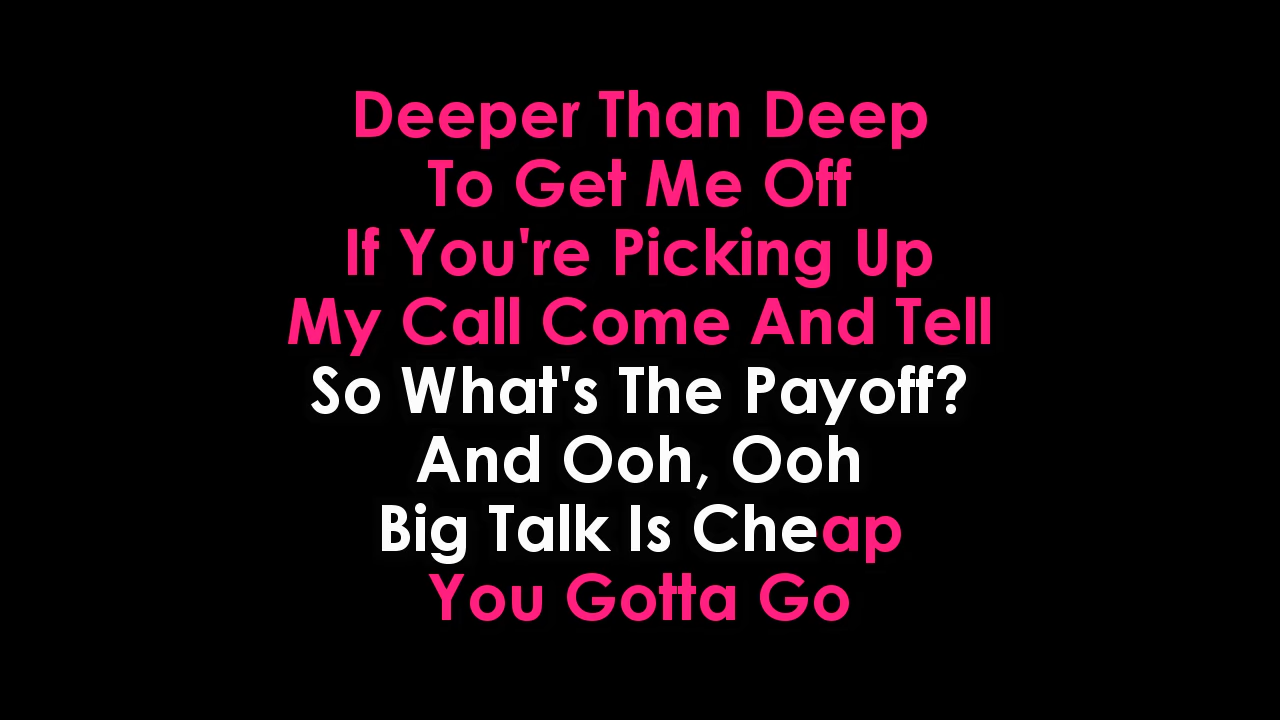 Deeper Than Deep
To Get Me Off
If You're Picking Up
My Call Come And Tell
So What's The Payoff?
And Ooh, Ooh
Big Talk Is Cheap
You Gotta Go